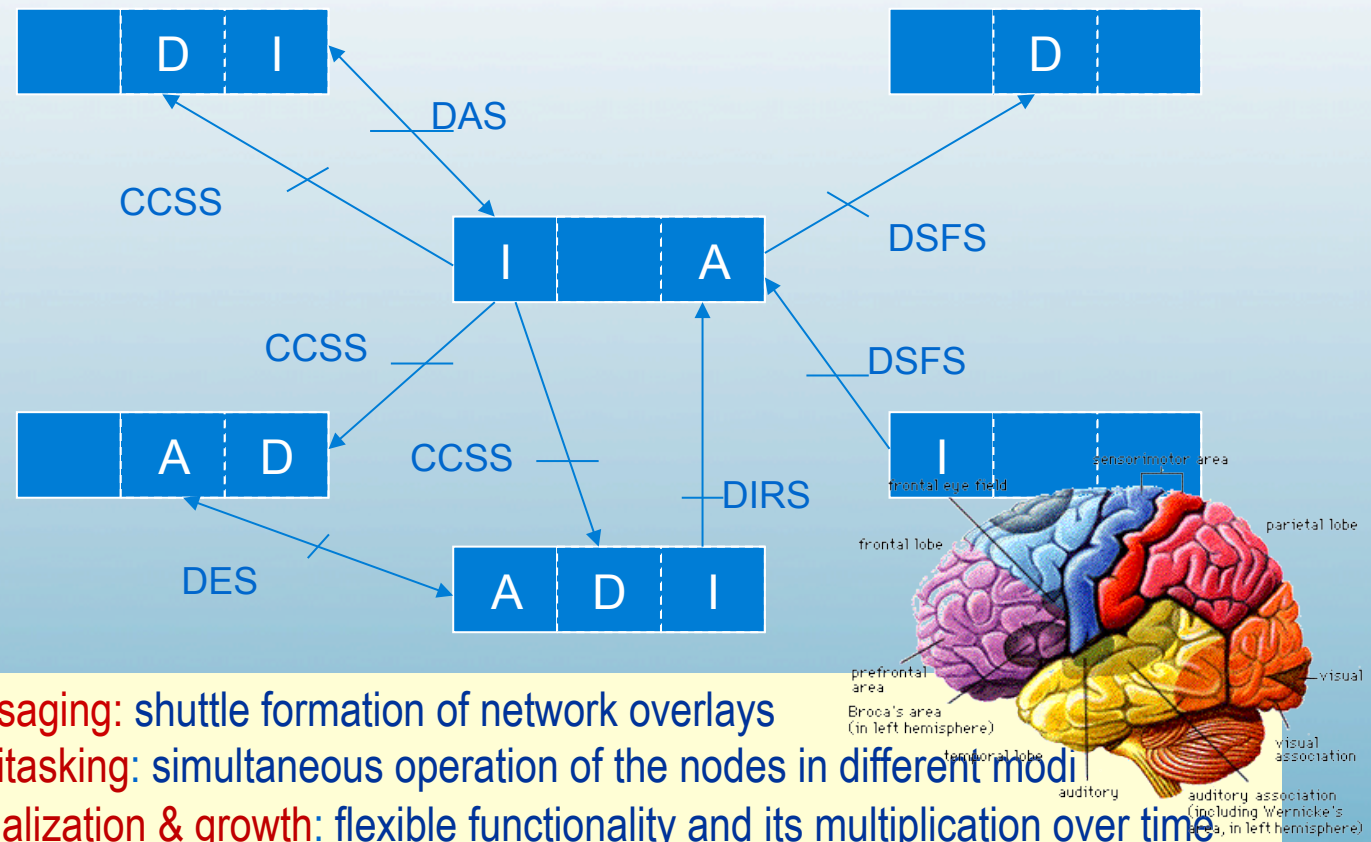 D I
D
DAS
CCSS
DSFS
I A
CCSS
DSFS
A D
CCSS
I
DIRS
DES
A D I
sensorimotor area
frontal eye field
parietal lobe
frontal lobe
prefrontal
area
Broca's area
(in left hemisphere)
temporal lobe
visual
visual
association
auditory
auditory association
(including Wernicke's
area, in left hemisphere)
saging: shuttle formation of network overlays
itasking: simultaneous operation of the nodes in different modi
alization & growth: flexible functionality and its multiplication over time